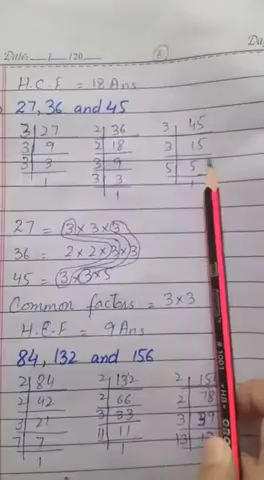 Date: 1 120
H.C.F = 18 Ans
27, 36 and 45
3 | 27   2 | 36   3 | 45
3 | 9   2 | 18   3 | 15
3 | 3   3 | 9   5 | 5
1   3 | 3   1
1
27 = 3 x 3 x 3
36 = 2 x 2 x 3 x 3
45 = 3 x 3 x 5
Common factors = 3 x 3
H.C.F = 9 Ans
84, 132 and 156
2 | 84   2 | 132   2 | 15
2 | 42   2 | 66   2 | 78
3 | 21   3 | 33   3 | 39
7 | 7   11 | 11   13
1   1